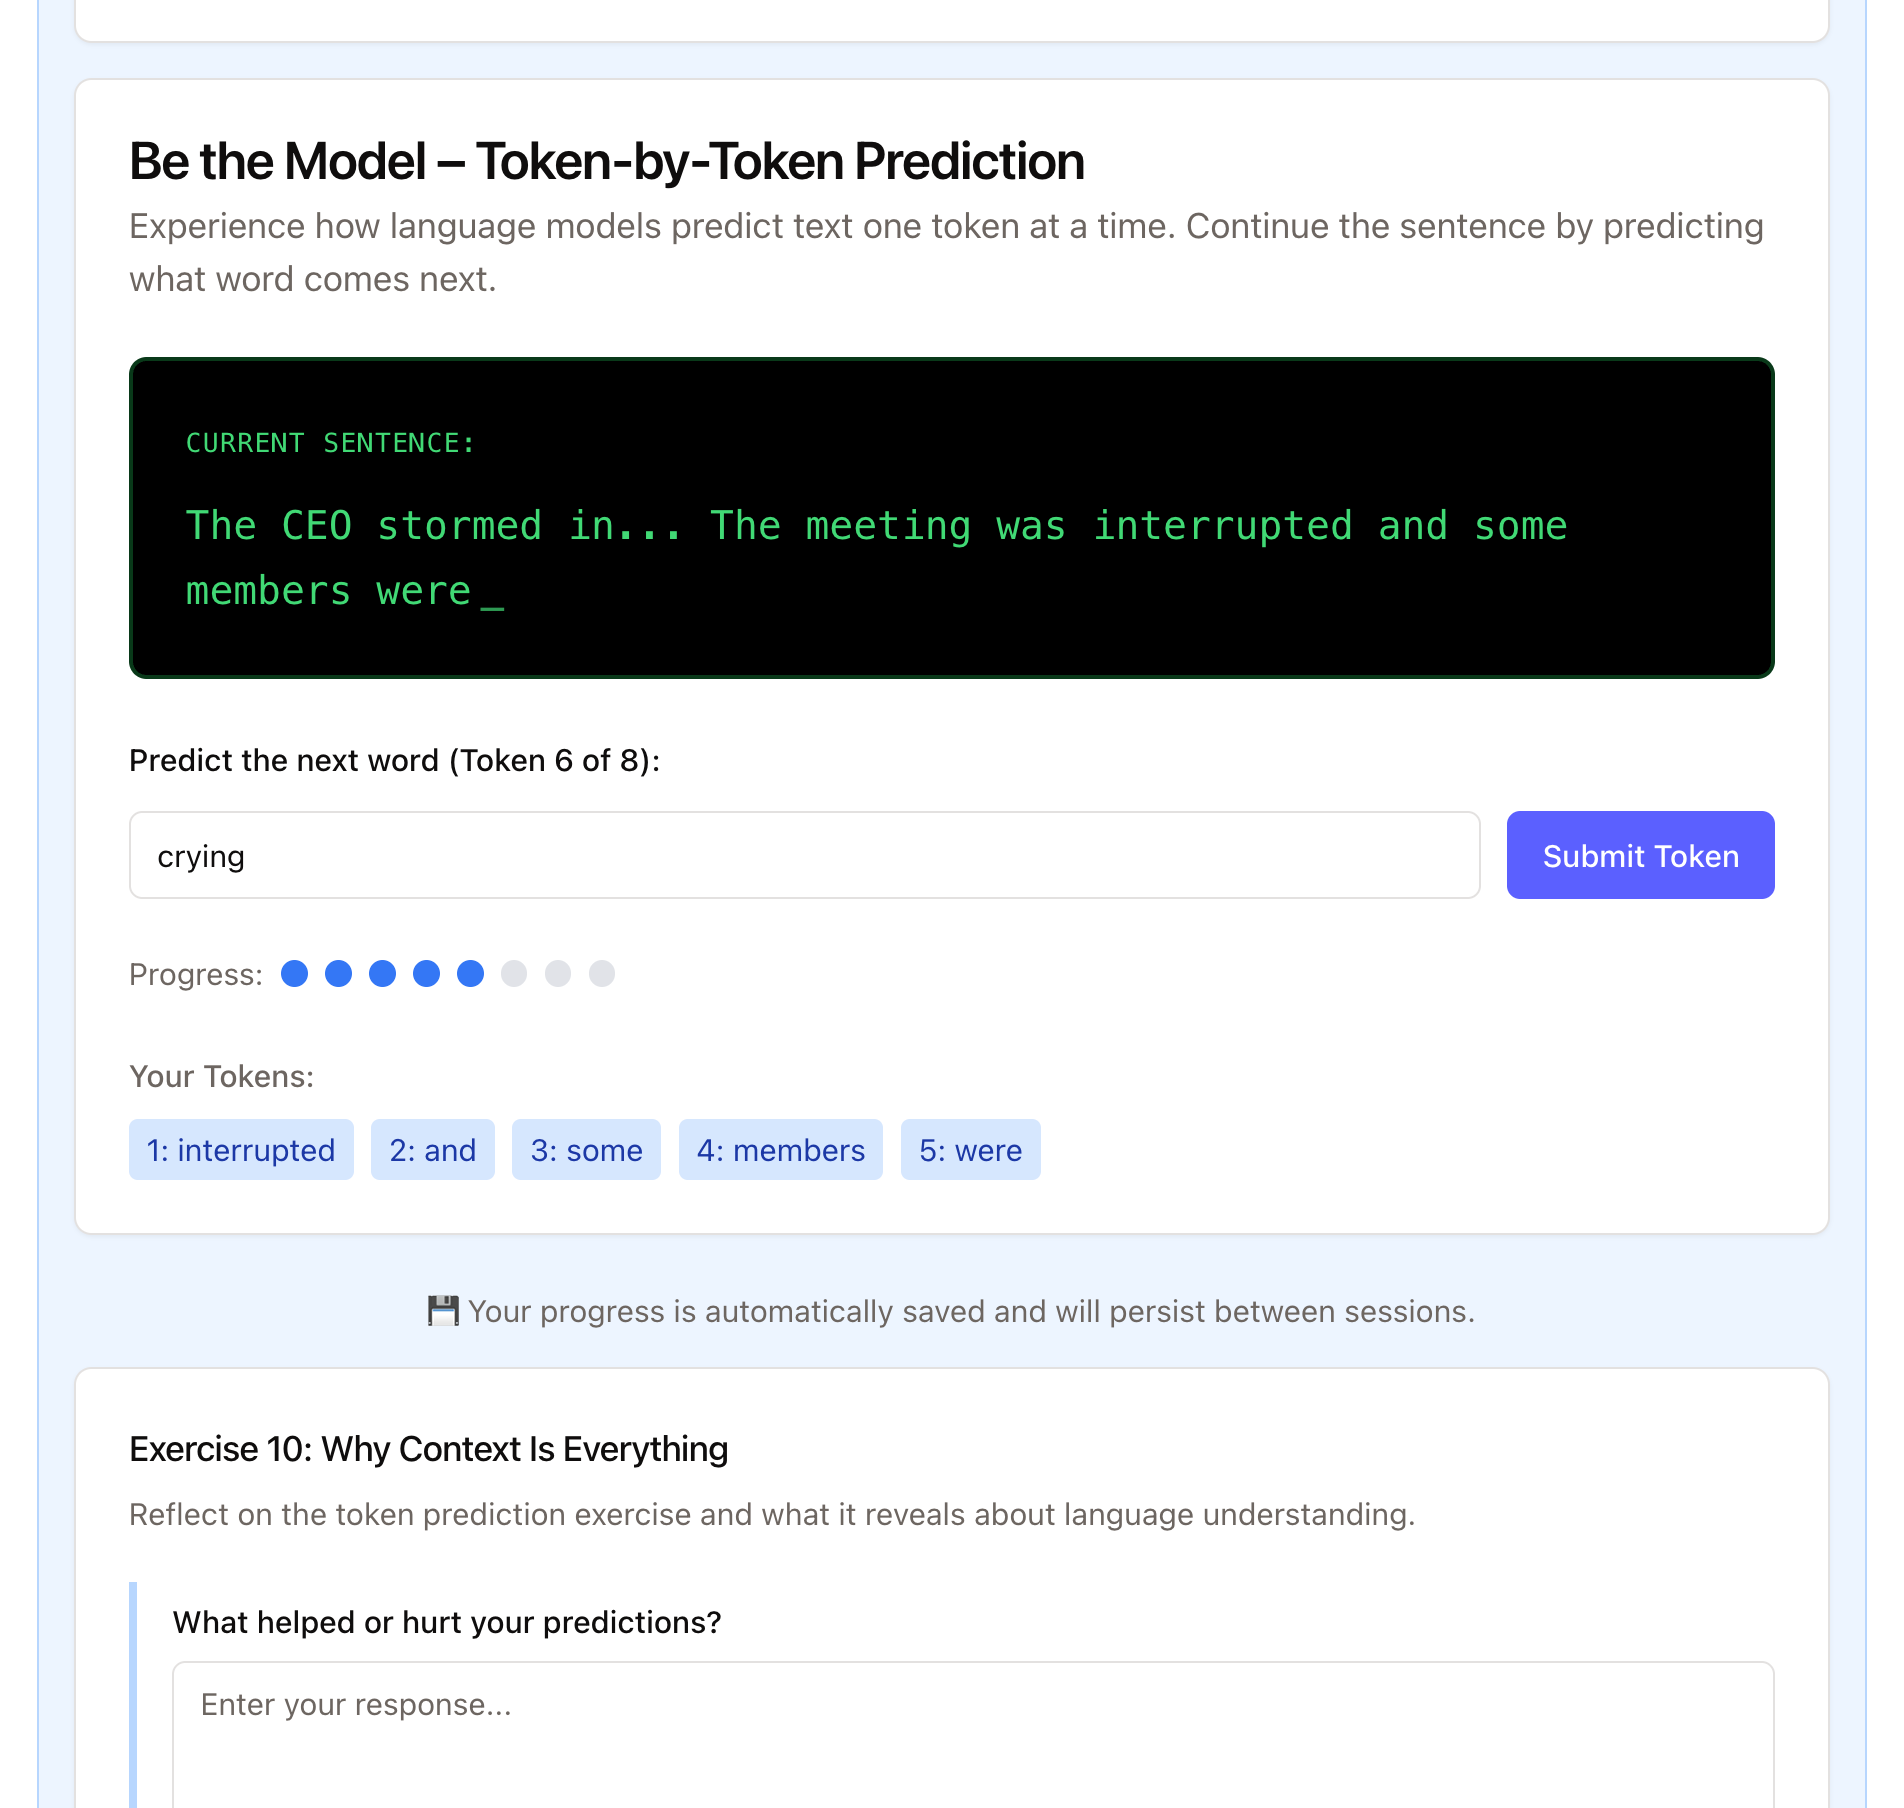 Be the Model – Token-by-Token Prediction
Experience how language models predict text one token at a time. Continue the sentence by predicting
what word comes next.
CURRENT SENTENCE:
The CEO stormed in... The meeting was interrupted and some
members were_
Predict the next word (Token 6 of 8):
crying
Submit Token
Progress:
Your Tokens:
1: interrupted 2: and 3: some 4: members 5: were
💾 Your progress is automatically saved and will persist between sessions.
Exercise 10: Why Context Is Everything
Reflect on the token prediction exercise and what it reveals about language understanding.
What helped or hurt your predictions?
Enter your response...